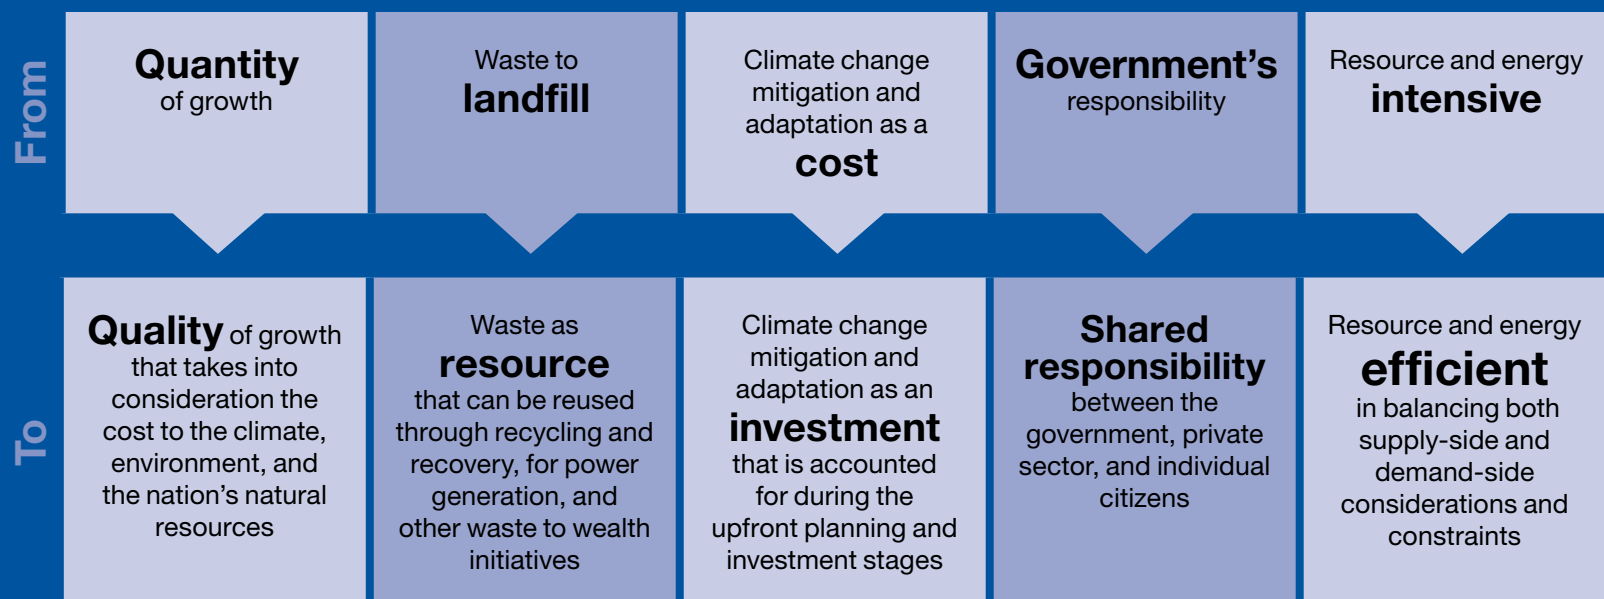 From
Quantity
of growth
Waste to
landfill
Climate change
mitigation and
adaptation as a
cost
Government’s
responsibility
Resource and energy
intensive
To
Quality of growth
that takes into
consideration the
cost to the climate,
environment, and
the nation’s natural
resources
Waste as
resource
that can be reused
through recycling and
recovery, for power
generation, and
other waste to wealth
initiatives
Climate change
mitigation and
adaptation as an
investment
that is accounted
for during the
upfront planning and
investment stages
Shared
responsibility
between the
government, private
sector, and individual
citizens
Resource and energy
efficient
in balancing both
supply-side and
demand-side
considerations and
constraints